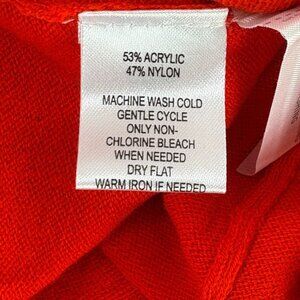 53% ACRYLIC
47% NYLON
MACHINE WASH COLD
GENTLE CYCLE
ONLY NON-
CHLORINE BLEACH
WHEN NEEDED
DRY FLAT
WARM IRON IF NEEDED